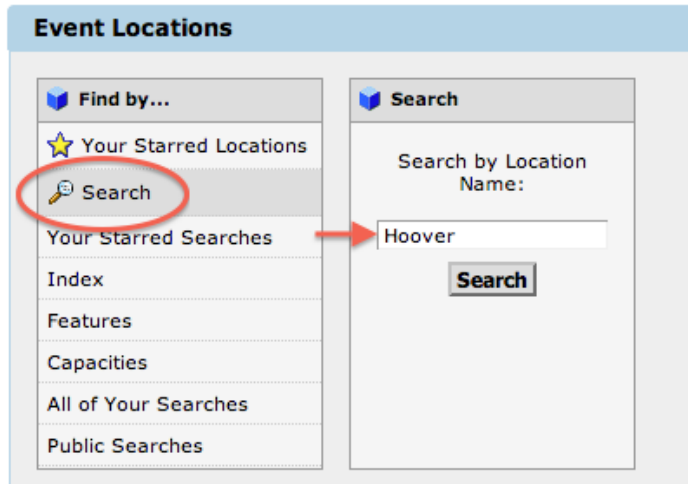 Event Locations
Find by...
Your Starred Locations
Search
Your Starred Searches
Index
Features
Capacities
All of Your Searches
Public Searches
Search
Search by Location
Name:
Hoover
Search